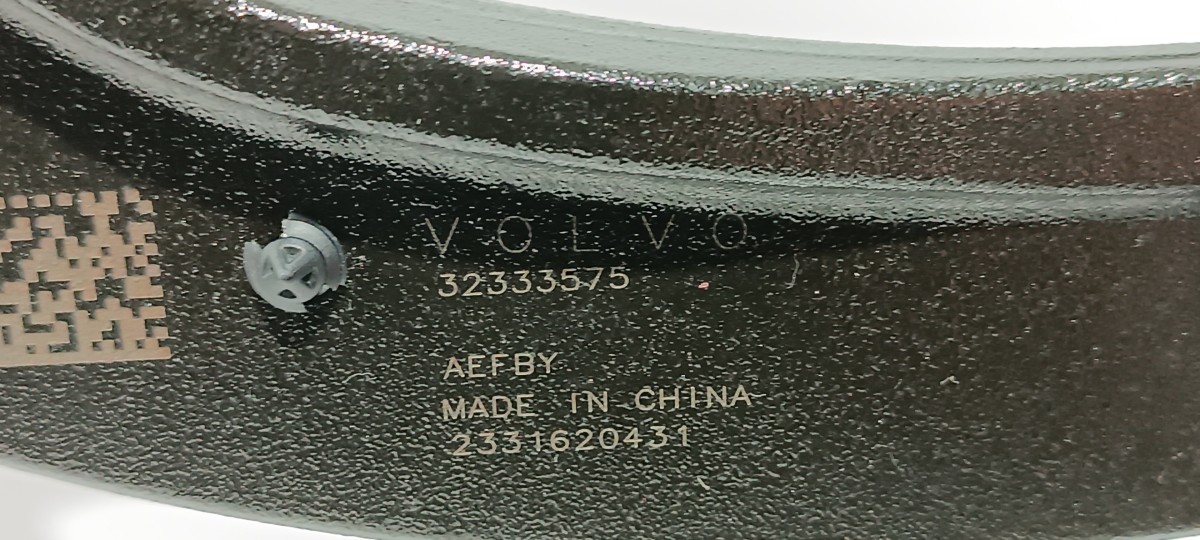 VOLVO
32333575
AEFBY
MADE IN CHINA
2331620431